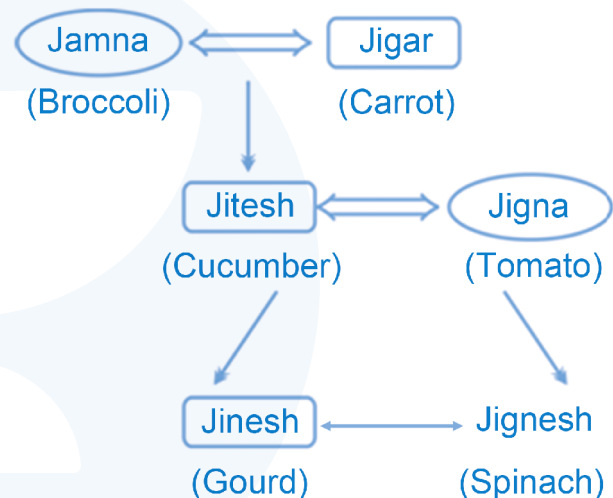 Jamna Jigar
(Broccoli) (Carrot)
Jitesh Jigna
(Cucumber) (Tomato)
Jinesh Jignesh
(Gourd) (Spinach)